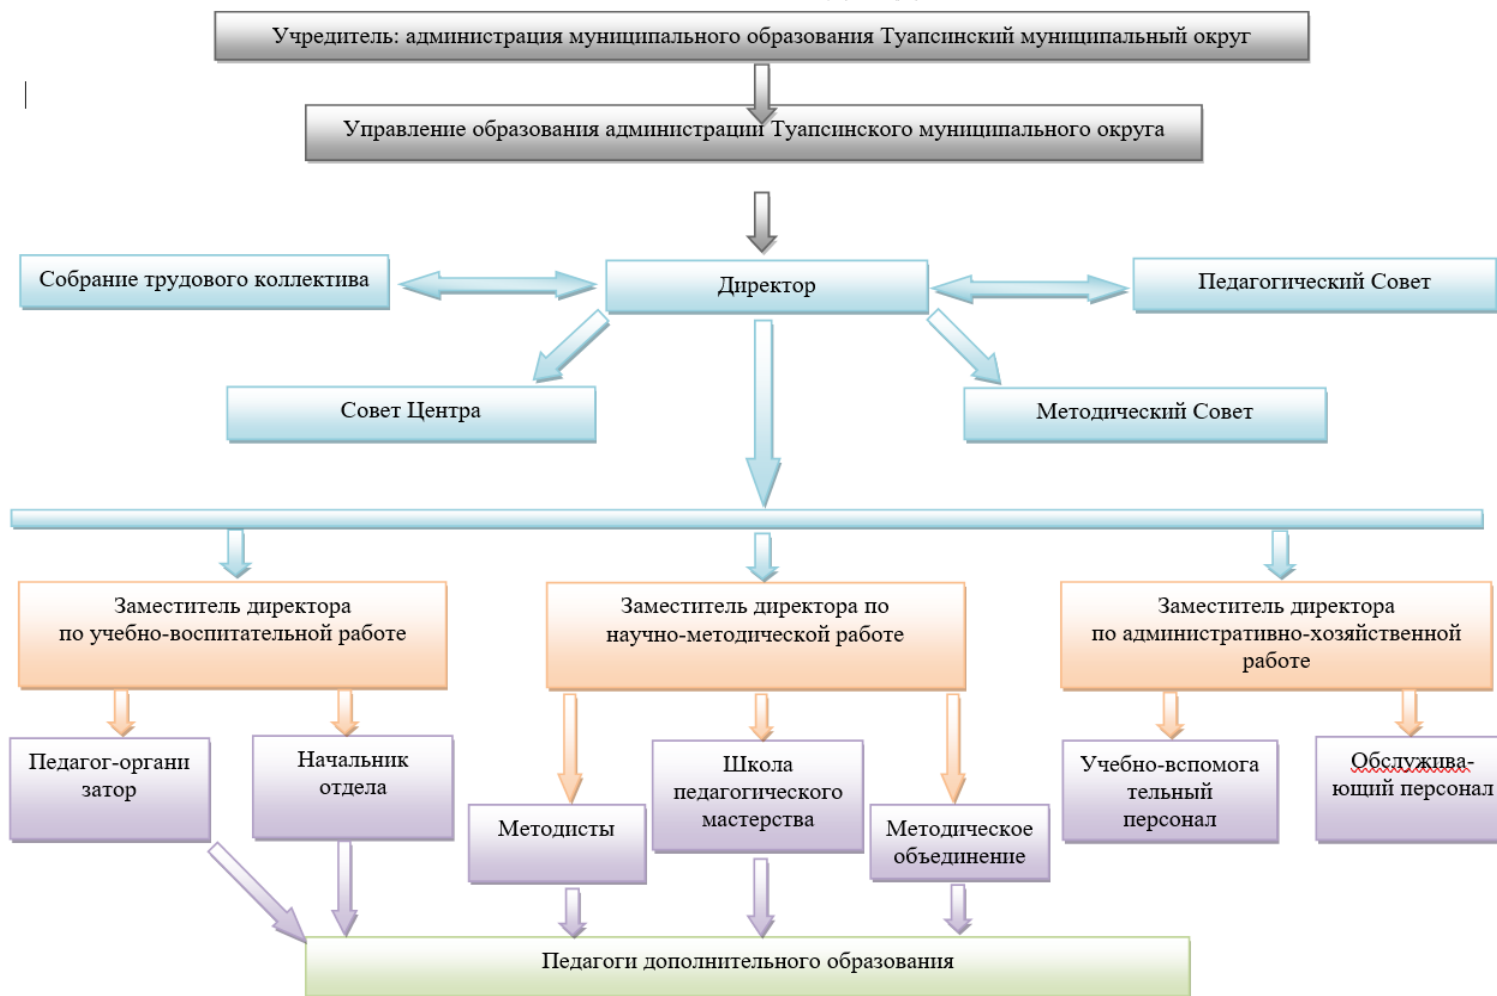 Учредитель: администрация муниципального образования Туапсинский муниципальный округ
Управление образования администрации Туапсинского муниципального округа
Собрание трудового коллектива
Директор
Педагогический Совет
Совет Центра
Методический Совет
Заместитель директора
по учебно-воспитательной работе
Заместитель директора по
научно-методической работе
Заместитель директора
по административно-хозяйственной
работе
Педагог-органи
затор
Начальник
отдела
Методисты
Школа
педагогического
мастерства
Методическое
объединение
Учебно-вспомога
тельный
персонал
Обслужива-
ющий персонал
Педагоги дополнительного образования